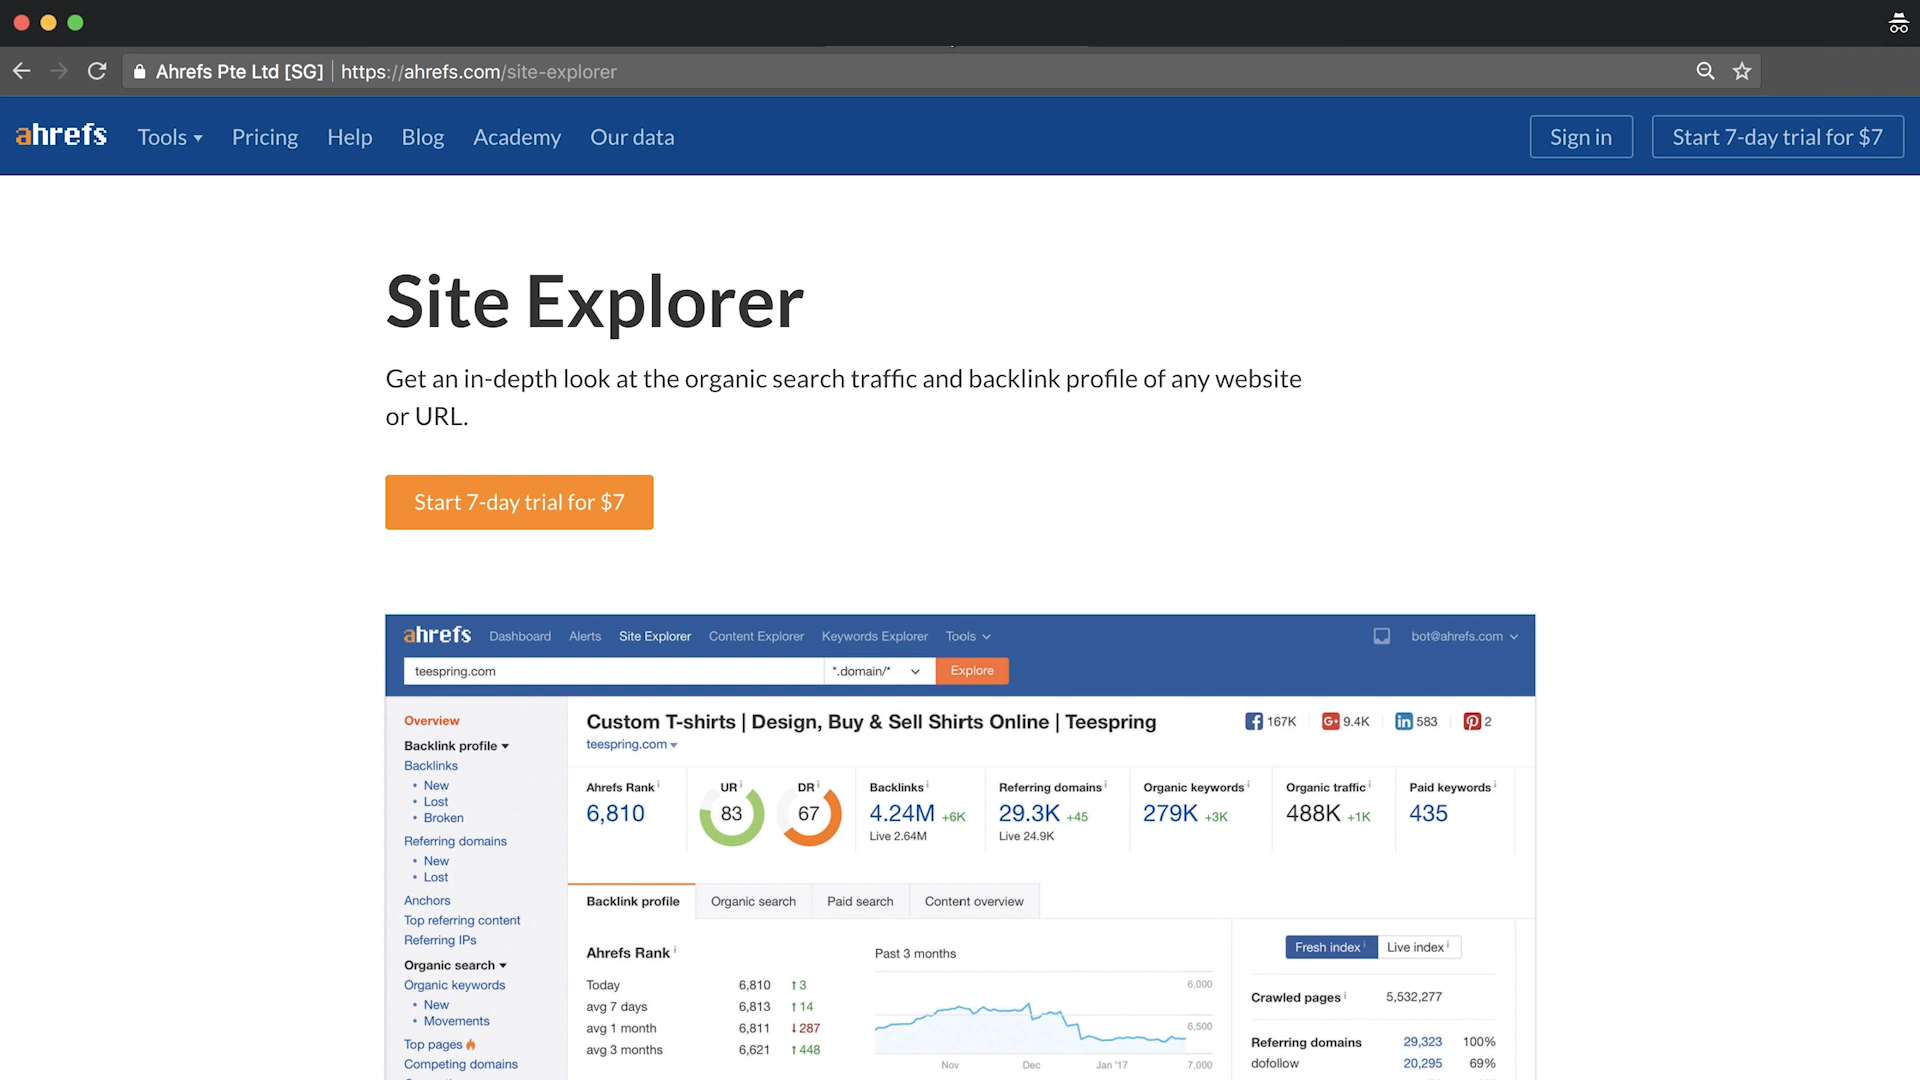 Ahrefs Pte Ltd [SG] https://ahrefs.com/site-explorer
ahrefs Tools Pricing Help Blog Academy Our data Sign in Start 7-day trial for $7
Site Explorer
Get an in-depth look at the organic search traffic and backlink profile of any website
or URL.
Start 7-day trial for $7
ahrefs Dashboard Alerts Site Explorer Content Explorer Keywords Explorer Tools bot@ahrefs.com
teespring.com *.domain/* Explore
Overview
Backlink profile
Backlinks
• New
• Lost
• Broken
Referring domains
• New
• Lost
Anchors
Top referring content
Referring IPs
Organic search
Organic keywords
• New
• Movements
Top pages
Competing domains
Custom T-shirts | Design, Buy & Sell Shirts Online | Teespring
167K 9.4K 583 2
teespring.com
Ahrefs Rank i
6,810
UR i
83
DR i
67
Backlinks i
4.24M +6K
Live 2.64M
Referring domains i
29.3K +45
Live 24.9K
Organic keywords i
279K +3K
Organic traffic i
488K +1K
Paid keywords i
435
Backlink profile Organic search Paid search Content overview
Ahrefs Rank i
Today 6,810 ↑3
avg 7 days 6,813 ↑14
avg 1 month 6,811 ↓287
avg 3 months 6,621 ↑448
Past 3 months
6,000
6,500
7,000
Nov Dec Jan '17
Fresh index i Live index i
Crawled pages i 5,532,277
Referring domains 29,323 100%
dofollow 20,295 69%